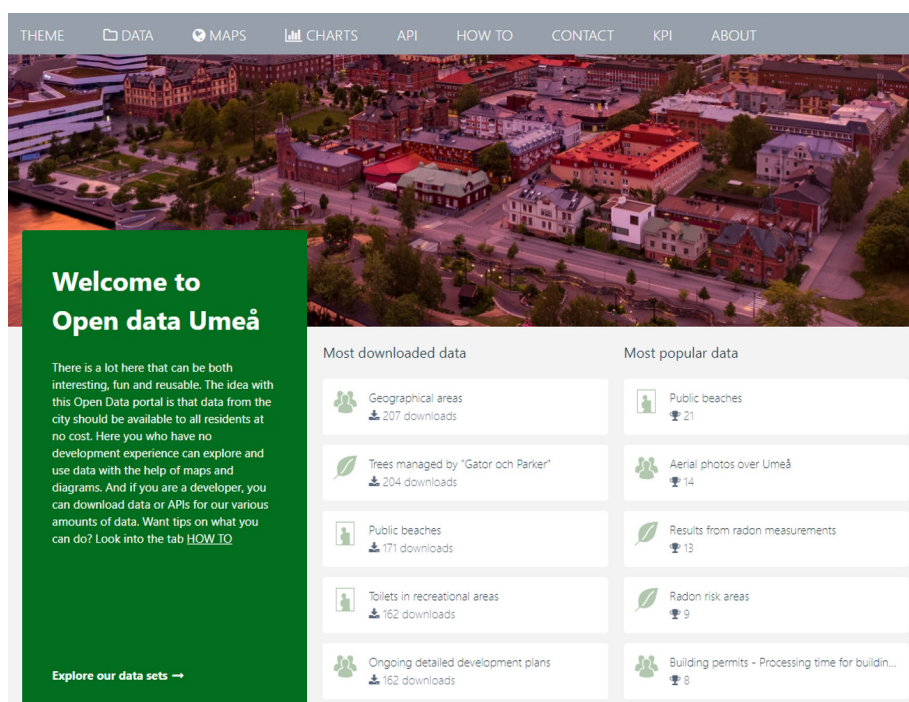 THEME DATA MAPS CHARTS API HOW TO CONTACT KPI ABOUT
Welcome to
Open data Umeå
There is a lot here that can be both
interesting, fun and reusable. The idea with
this Open Data portal is that data from the
city should be available to all residents at
no cost. Here you who have no
development experience can explore and
use data with the help of maps and
diagrams. And if you are a developer, you
can download data or APIs for our various
amounts of data. Want tips on what you
can do? Look into the tab HOW TO
Explore our data sets →
Most downloaded data
Geographical areas
207 downloads
Trees managed by "Gator och Parker"
204 downloads
Public beaches
171 downloads
Toilets in recreational areas
162 downloads
Ongoing detailed development plans
162 downloads
Most popular data
Public beaches
21
Aerial photos over Umeå
14
Results from radon measurements
13
Radon risk areas
9
Building permits - Processing time for buildin...
8